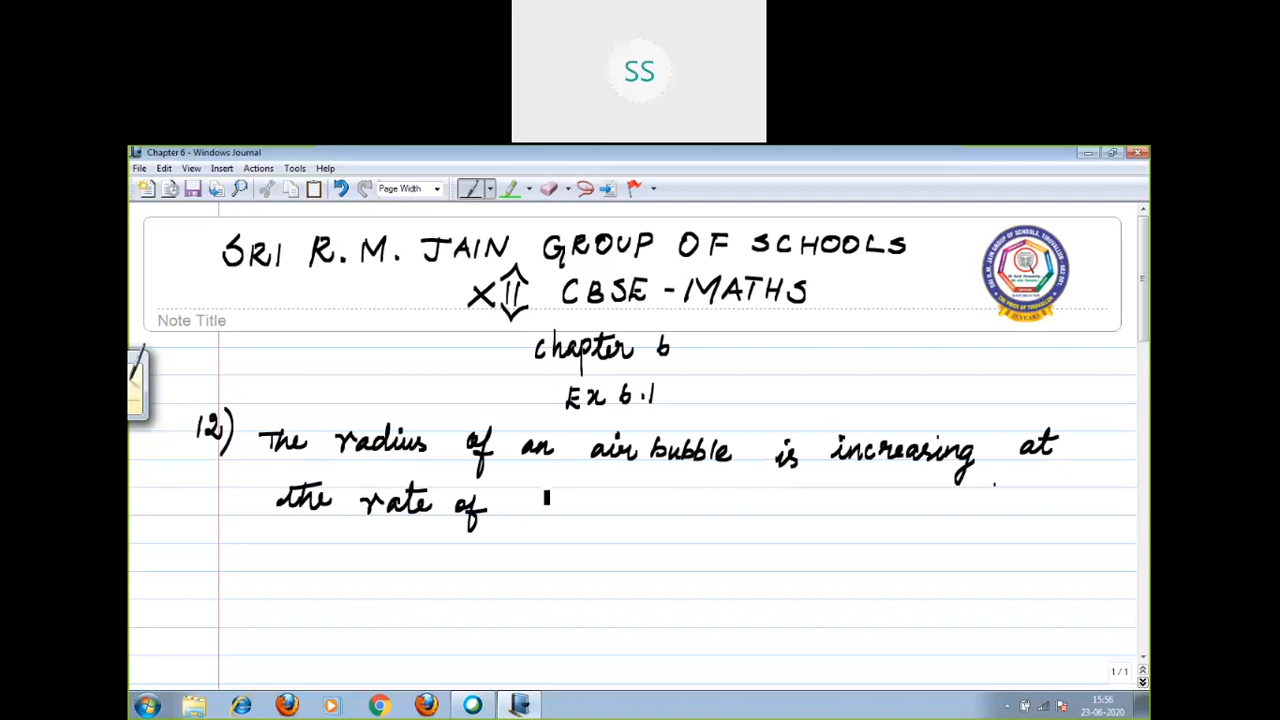 SS
Chapter 6 - Windows Journal
File Edit View Insert Actions Tools Help
Page Width
SRI R. M. JAIN GROUP OF SCHOOLS
XII CBSE - MATHS
Note Title
Chapter 6
Ex 6.1
12) The radius of an air bubble is increasing at
the rate of
1 / 1
15:56
23-06-2020